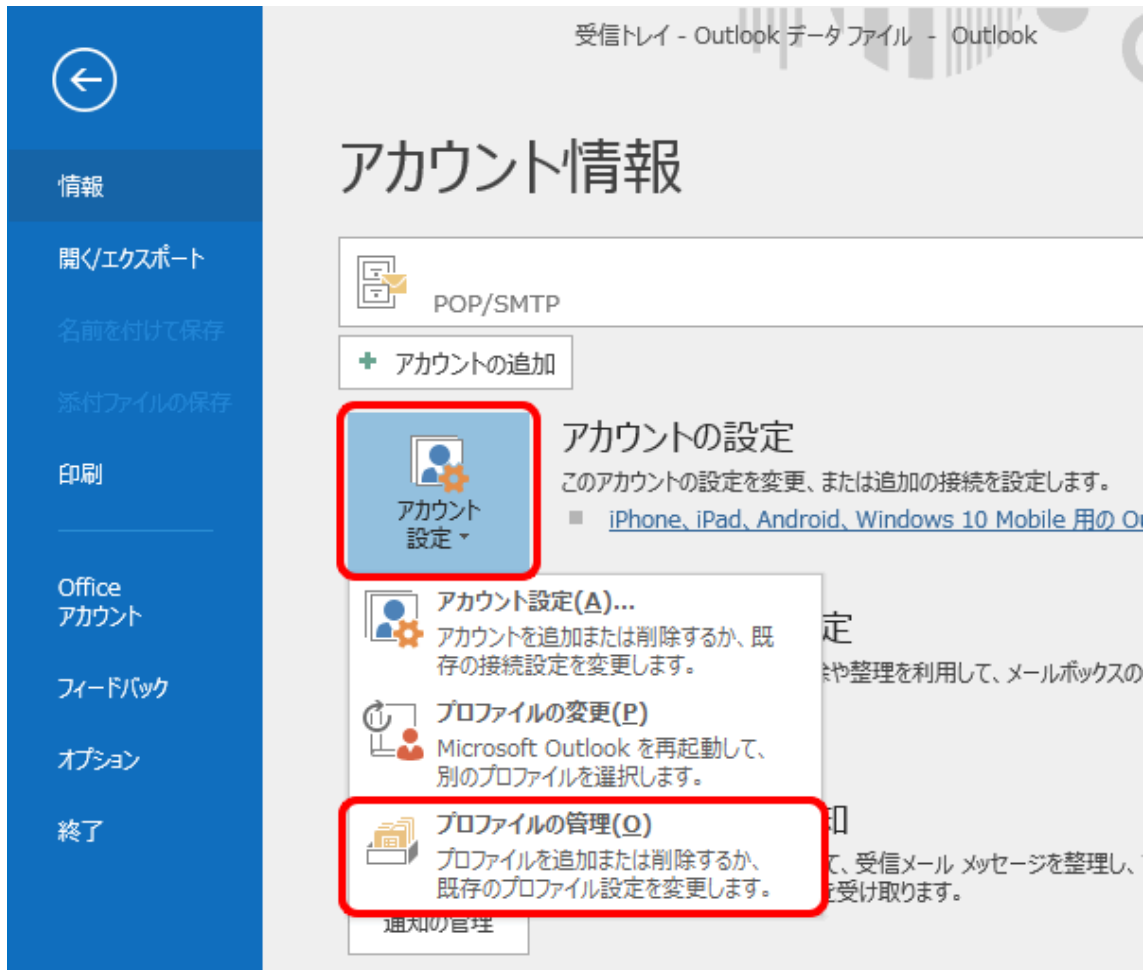 受信トレイ - Outlook データ ファイル - Outlook
アカウント情報
情報
開く/エクスポート
名前を付けて保存
添付ファイルの保存
印刷
Office
アカウント
フィードバック
オプション
終了
POP/SMTP
アカウントの追加
アカウント
設定
アカウントの設定
このアカウントの設定を変更、または追加の接続を設定します。
iPhone、iPad、Android、Windows 10 Mobile 用の
アカウント設定(A)...
アカウントを追加または削除するか、既
存の接続設定を変更します。
プロファイルの変更(P)
Microsoft Outlook を再起動して、
別のプロファイルを選択します。
プロファイルの管理(O)
プロファイルを追加または削除するか、
既存のプロファイル設定を変更します。
定
や整理を利用して、メールボックスの
知
て、受信メール メッセージを整理し、
を受け取ります。
通知の管理